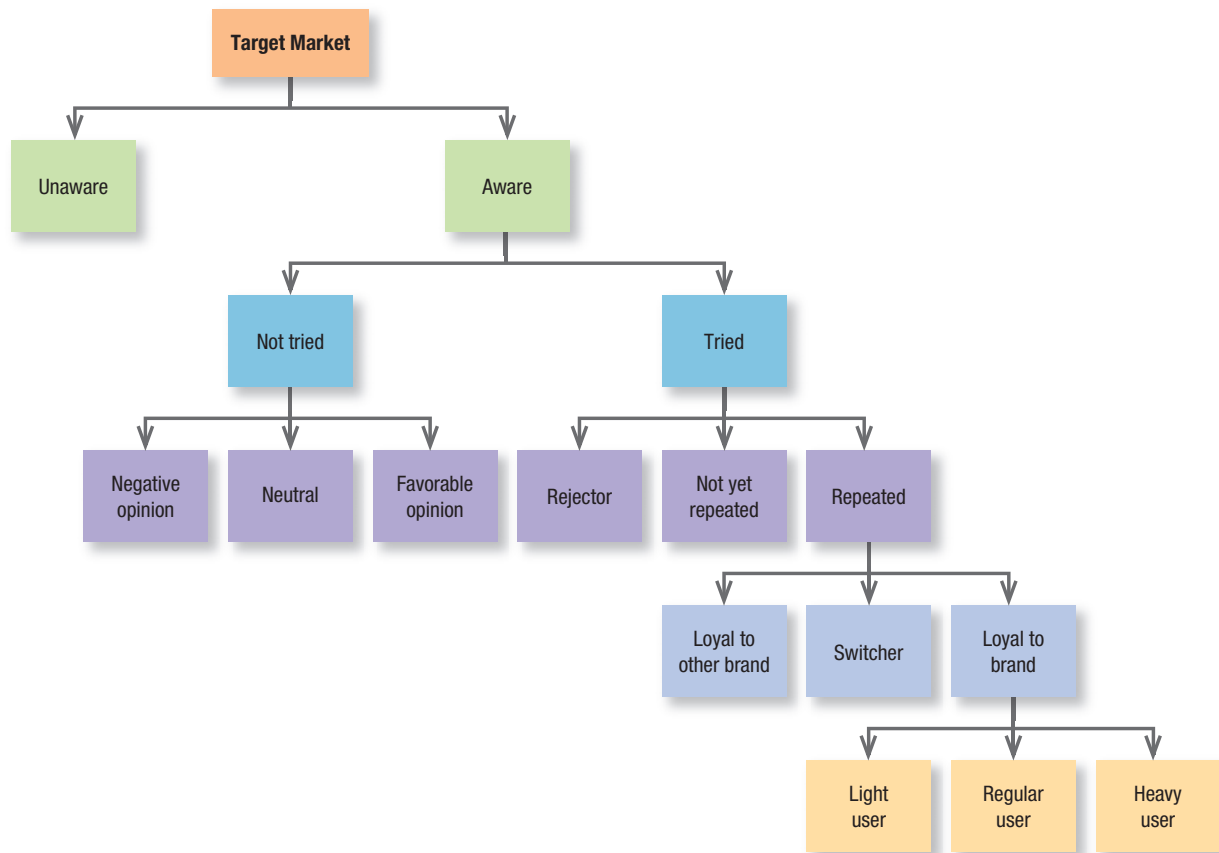 Target Market
Unaware
Aware
Not tried
Tried
Negative
opinion
Neutral
Favorable
opinion
Rejector
Not yet
repeated
Repeated
Loyal to
other brand
Switcher
Loyal to
brand
Light
user
Regular
user
Heavy
user